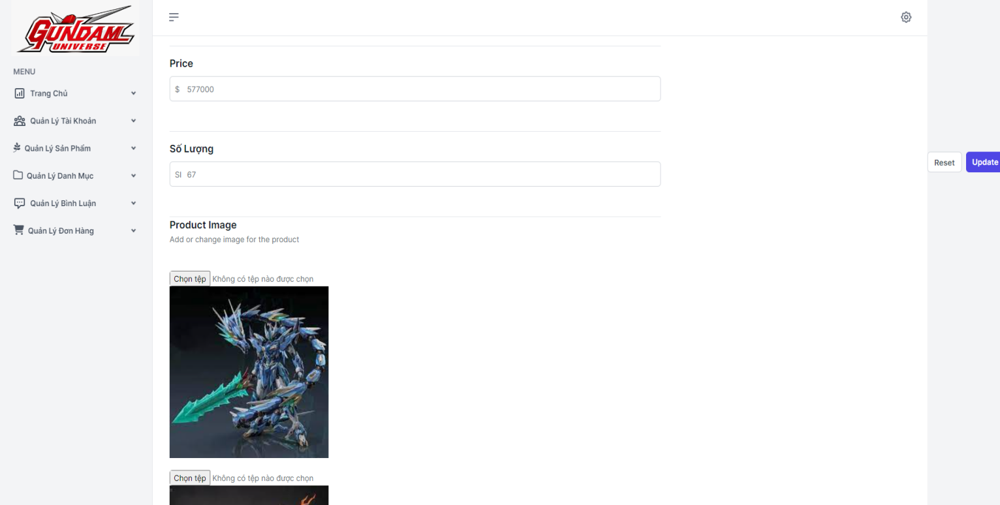 GUNDAM
UNIVERSE
MENU
Trang Chủ
Quản Lý Tài Khoản
Quản Lý Sản Phẩm
Quản Lý Danh Mục
Quản Lý Bình Luận
Quản Lý Đơn Hàng
Price
$ 577000
Số Lượng
Sl 67
Product Image
Add or change image for the product
Chọn tệp Không có tệp nào được chọn
Chọn tệp Không có tệp nào được chọn
Reset Update